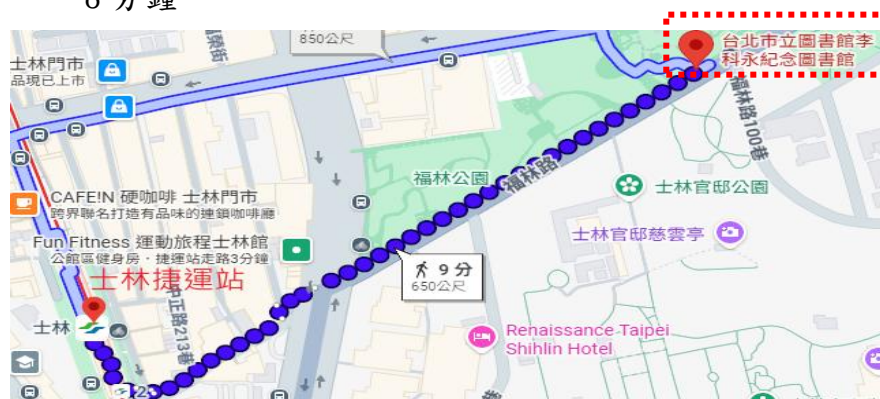 6 分鐘
850公尺
台北市立圖書館李
科永紀念圖書館
士林門市
品現已上市
福林路100巷
福林公園
福林路
士林官邸公園
CAFE!N 硬咖啡 士林門市
跨界聯名打造有品味的連鎖咖啡廳
士林官邸慈雲亭
Fun Fitness 運動旅程士林館
公館區健身房・捷運站走路3分鐘
9 分
650公尺
士林捷運站
士林
中正路213巷
Renaissance Taipei
Shihlin Hotel
2